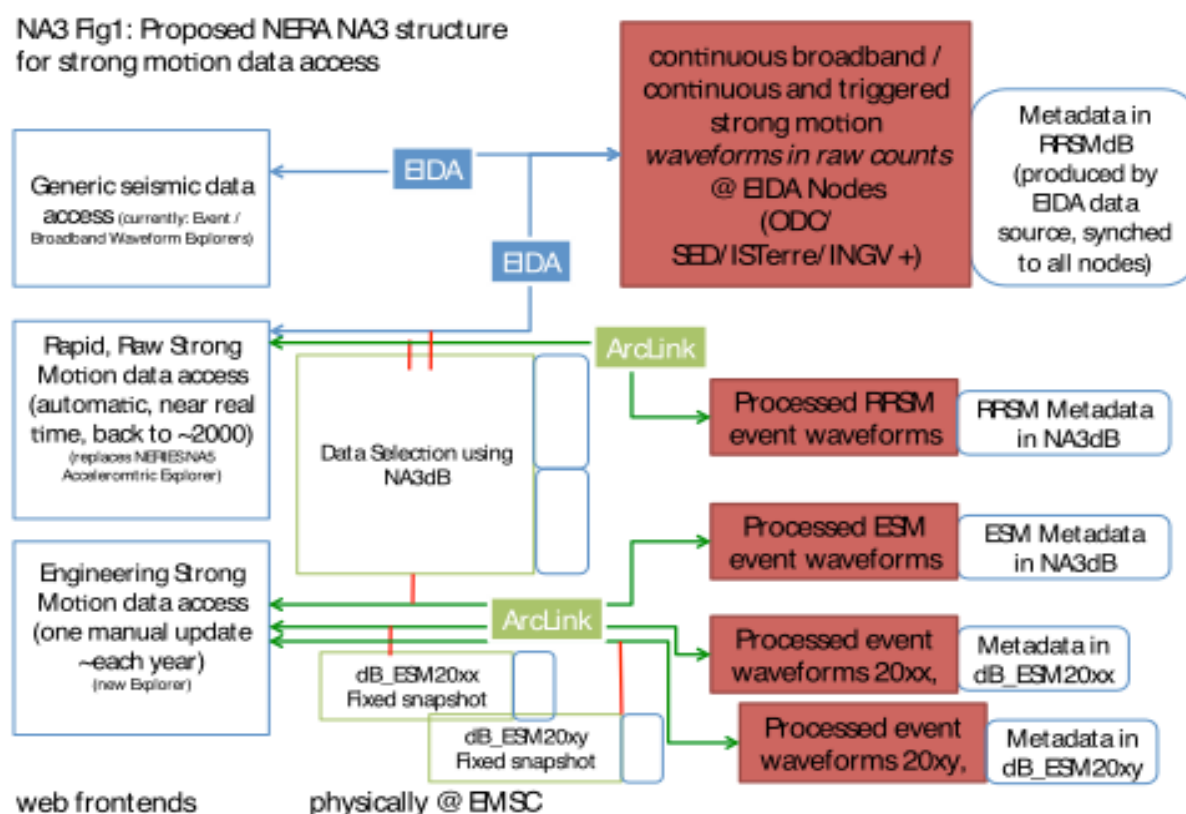 NA3 Fig1: Proposed NERA NA3 structure
for strong motion data access
continuous broadband /
continuous and triggered
strong motion
waveforms in raw counts
@ EIDA Nodes
(ODC/
SED/ISTerre/INGV +)
Metadata in
RRSMdB
(produced by
EIDA data
source, synched
to all nodes)
EIDA
Generic seismic data
access (currently: Event /
Broadband Waveform Explorers)
EIDA
Rapid, Raw Strong
Motion data access
(automatic, near real
time, back to ~2000)
(replaces NERIESNA5
Acceleromtric Explorer)
ArcLink
Data Selection using
NA3dB
Processed RRSM
event waveforms
RRSM Metadata
in NA3dB
Processed ESM
event waveforms
ESM Metadata
in NA3dB
Engineering Strong
Motion data access
(one manual update
~each year)
(new Explorer)
ArcLink
Processed event
waveforms 20xx,
Metadata in
dB_ESM20xx
dB_ESM20xx
Fixed snapshot
dB_ESM20xy
Fixed snapshot
Processed event
waveforms 20xy,
Metadata in
dB_ESM20xy
web frontends
physically @ EMSC